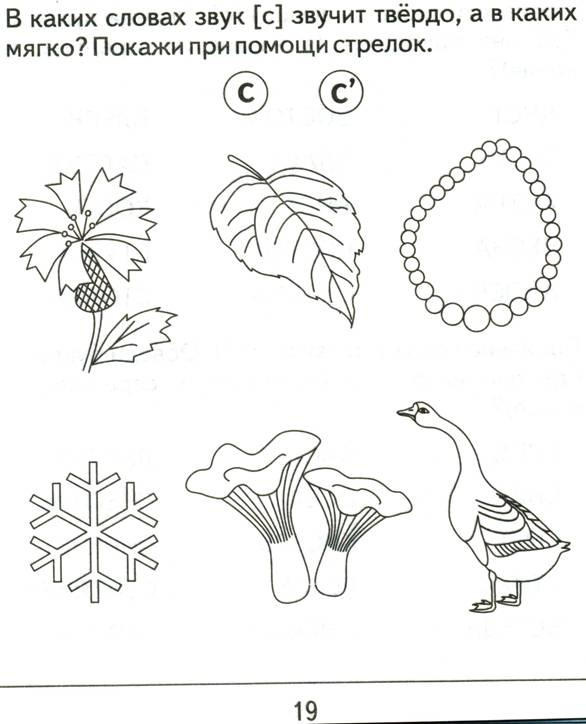 В каких словах звук [с] звучит твёрдо, а в каких
мягко? Покажи при помощи стрелок.
с с’
19